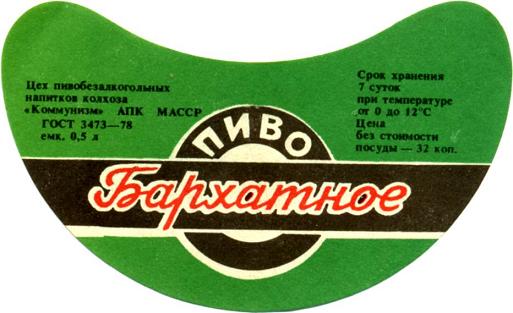 Цех пивобезалкогольных
напитков колхоза
«Коммунизм» АПК МАССР
ГОСТ 3473—78
емк. 0,5 л
Срок хранения
7 суток
при температуре
от 0 до 12°С
Цена
без стоимости
посуды — 32 коп.
ПИВО
Бархатное